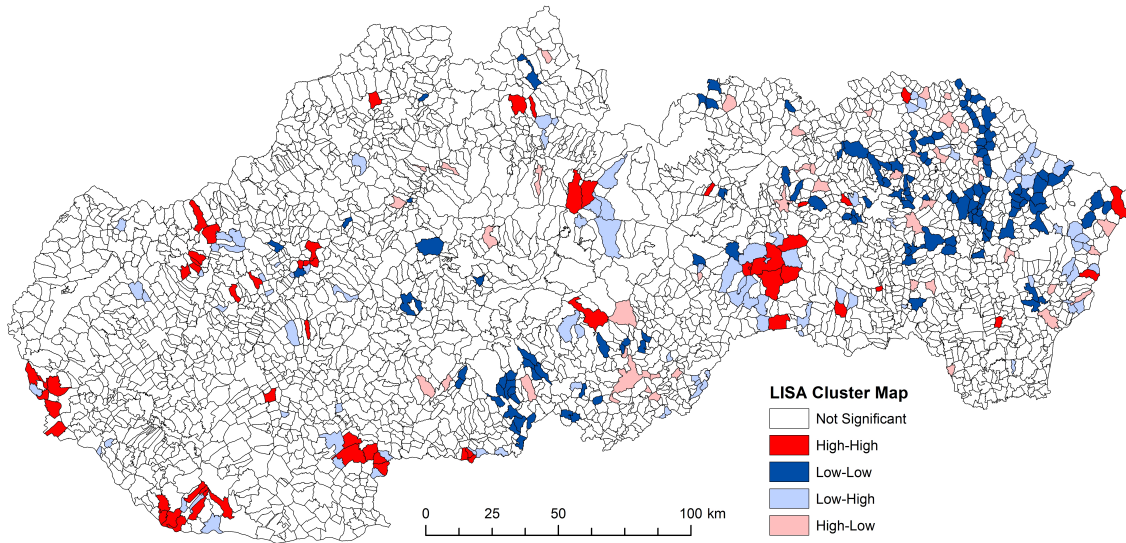 LISA Cluster Map
Not Significant
High-High
Low-Low
Low-High
High-Low
0 25 50 100 km